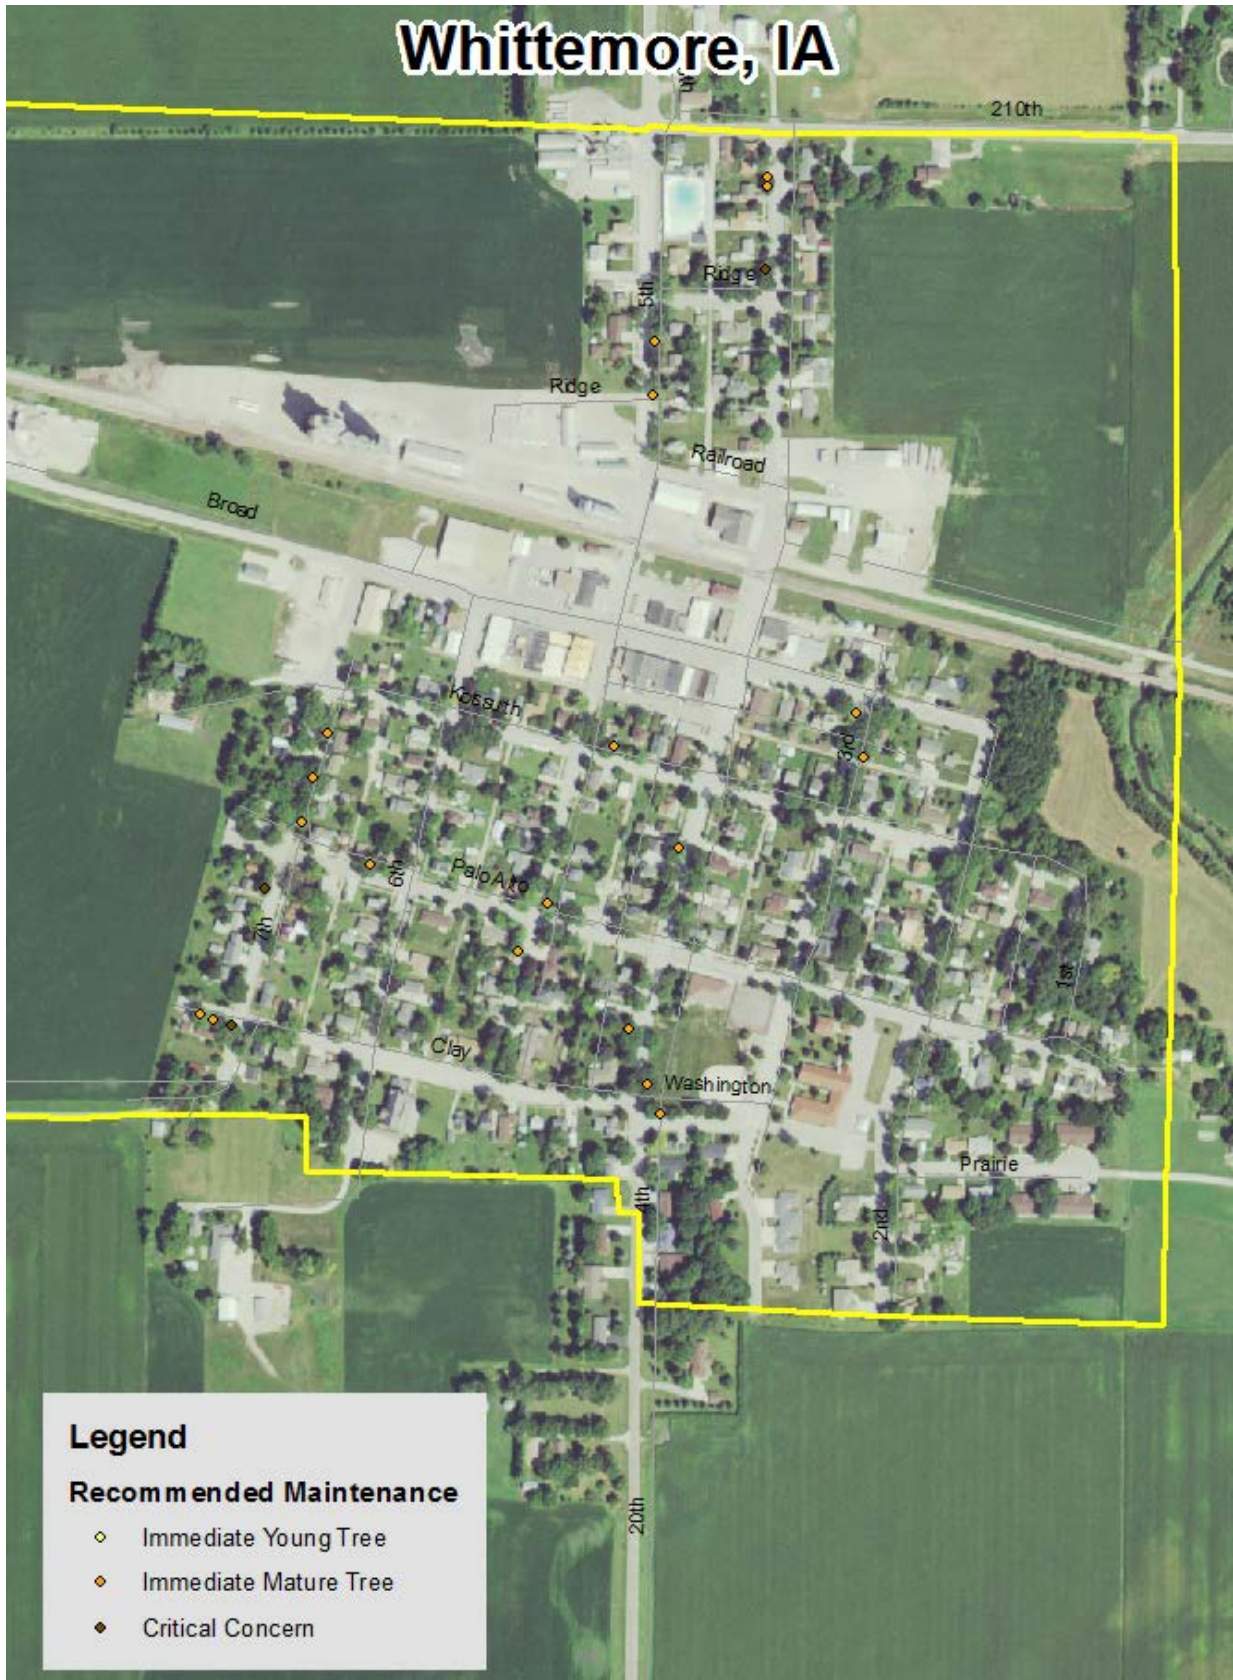 Whittemore, IA
210th
Ridge
5th
Ridge
Railroad
Broad
Kossuth
3rd
6th
Palo Alto
7th
1st
Clay
Washington
Prairie
4th
2nd
20th
Legend
Recommended Maintenance
Immediate Young Tree
Immediate Mature Tree
Critical Concern